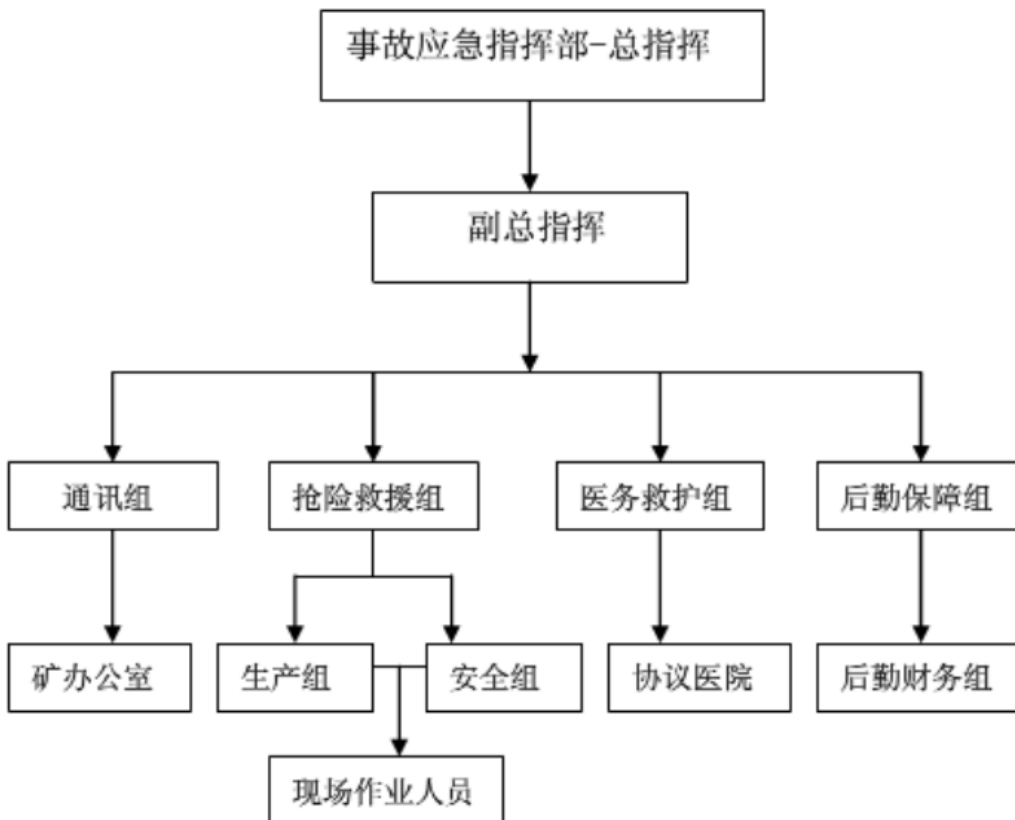 事故应急指挥部-总指挥
副总指挥
通讯组
抢险救援组
医务救护组
后勤保障组
矿办公室
生产组
安全组
协议医院
后勤财务组
现场作业人员